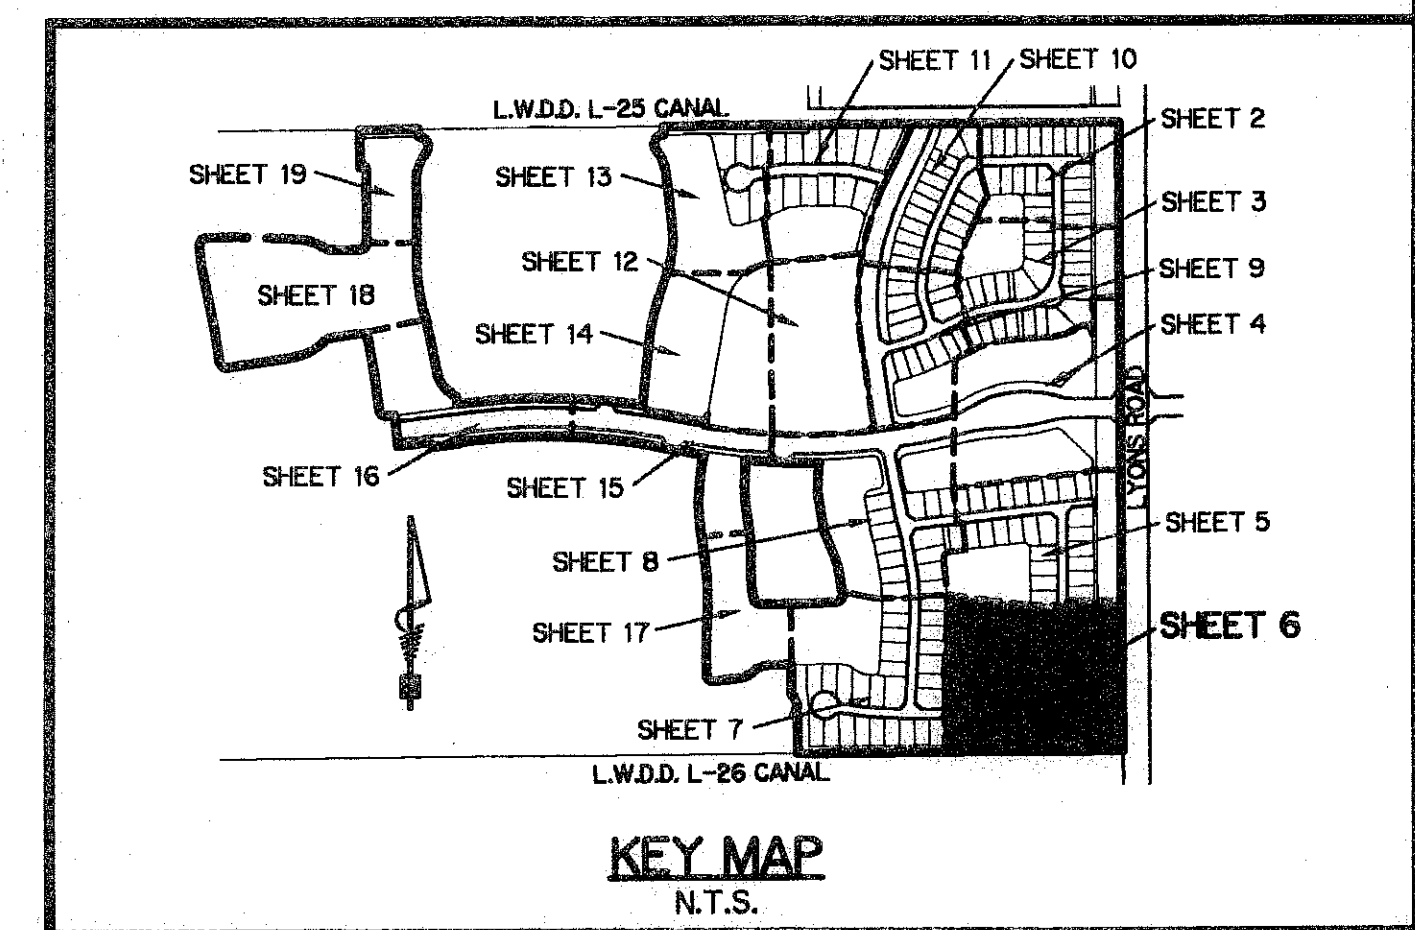 SHEET 11
SHEET 10
L.W.D.D. L-25 CANAL
SHEET 2
SHEET 19
SHEET 13
SHEET 3
SHEET 12
SHEET 9
SHEET 18
SHEET 14
SHEET 4
LYONS ROAD
SHEET 16
SHEET 15
SHEET 5
SHEET 8
SHEET 17
SHEET 6
SHEET 7
L.W.D.D. L-26 CANAL
KEY MAP
N.T.S.